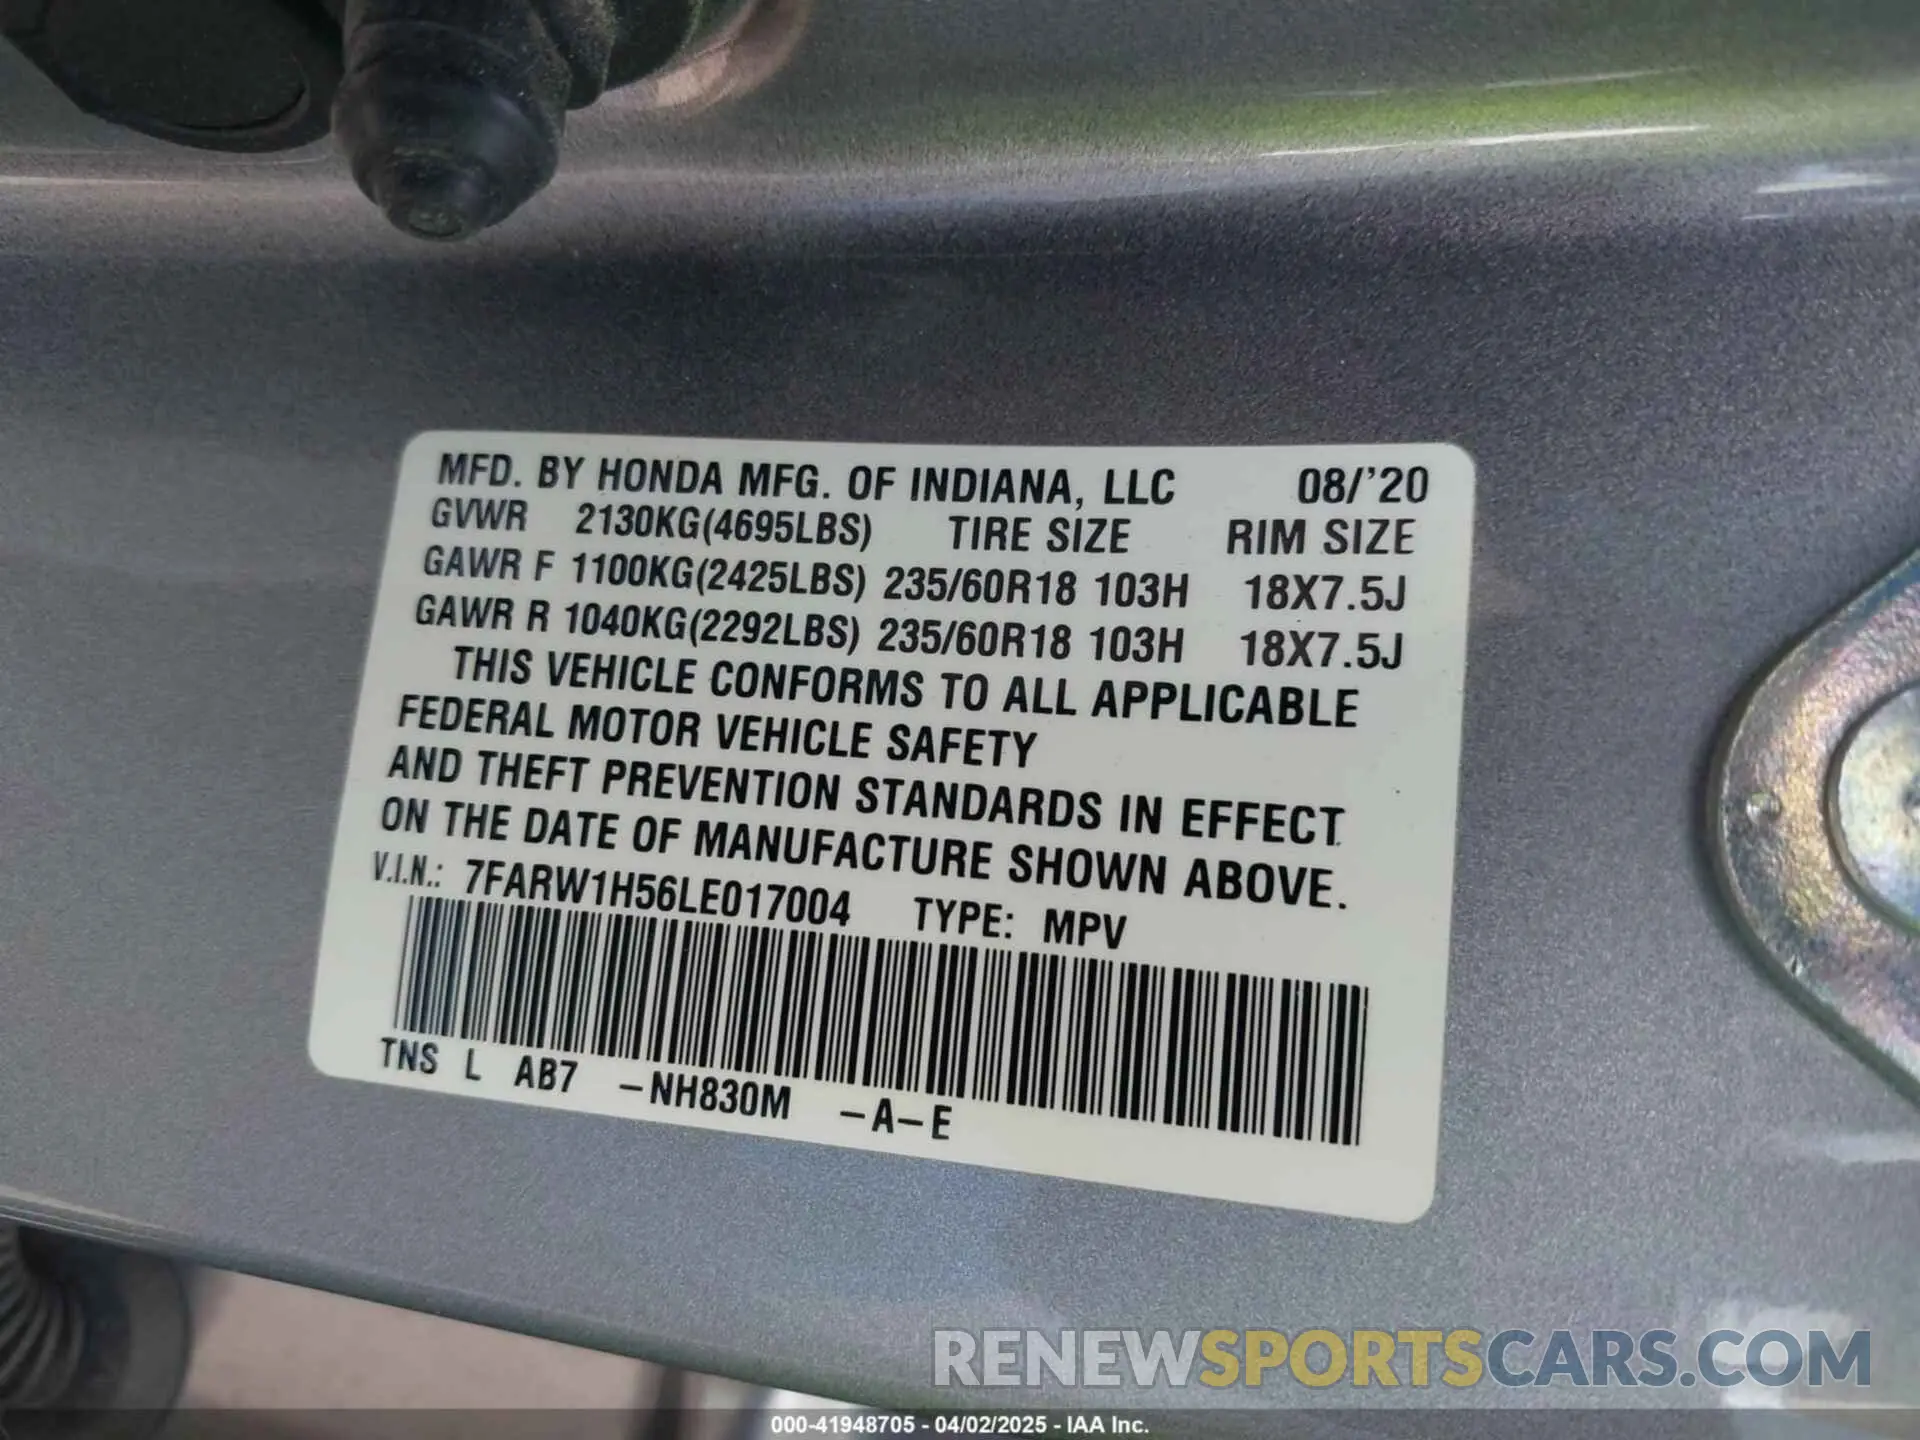 MFD. BY HONDA MFG. OF INDIANA, LLC 08/'20
GVWR 2130KG(4695LBS) TIRE SIZE RIM SIZE
GAWR F 1100KG(2425LBS) 235/60R18 103H 18X7.5J
GAWR R 1040KG(2292LBS) 235/60R18 103H 18X7.5J
THIS VEHICLE CONFORMS TO ALL APPLICABLE
FEDERAL MOTOR VEHICLE SAFETY
AND THEFT PREVENTION STANDARDS IN EFFECT
ON THE DATE OF MANUFACTURE SHOWN ABOVE.
V.I.N.: 7FARW1H56LE017004 TYPE: MPV
TNS L AB7 –NH830M –A–E
RENEWSPORTSCARS.COM
000-41948705 - 04/02/2025 - IAA Inc.